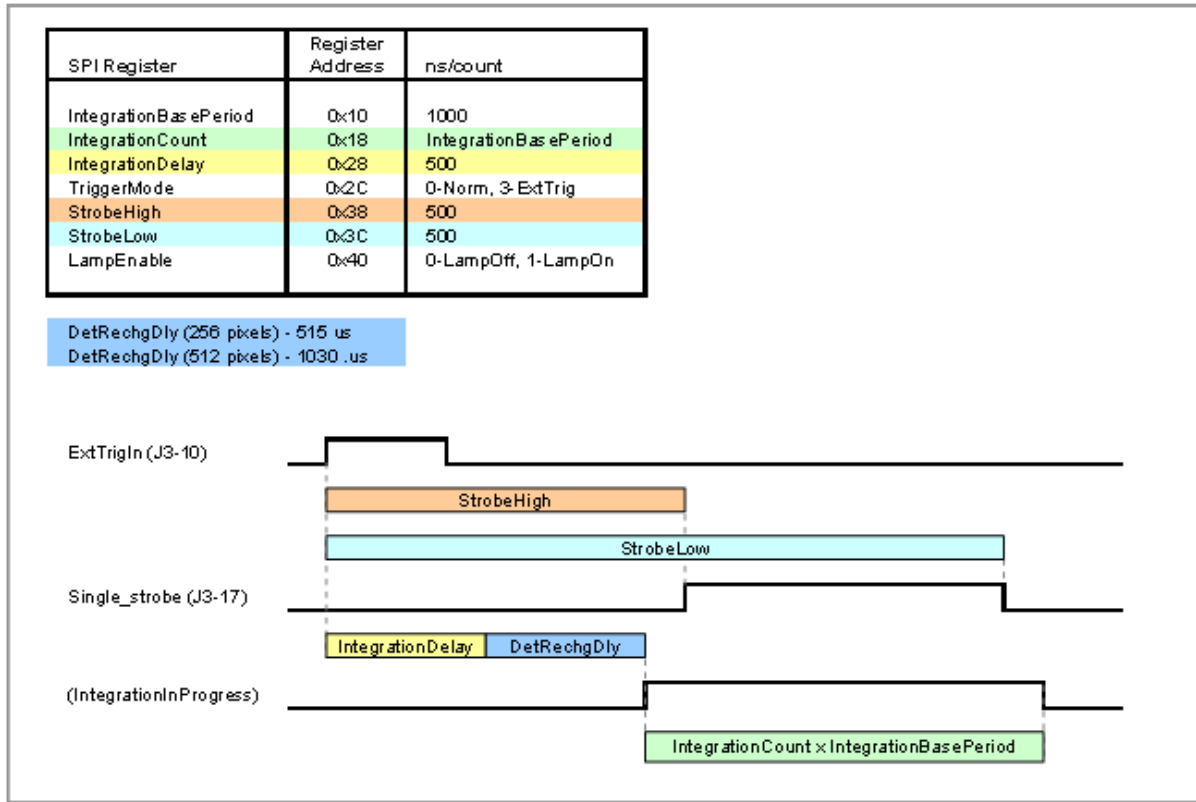 SPI Register Register Address ns/count
IntegrationBasePeriod 0x10 1000
IntegrationCount 0x18 IntegrationBasePeriod
IntegrationDelay 0x28 500
TriggerMode 0x2C 0-Norm, 3-ExtTrig
StrobeHigh 0x38 500
StrobeLow 0x3C 500
LampEnable 0x40 0-LampOff, 1-LampOn
DetRechgDly (256 pixels) - 515 us
DetRechgDly (512 pixels) - 1030 .us
ExtTrigIn (J3-10)
StrobeHigh
StrobeLow
Single_strobe (J3-17)
IntegrationDelay DetRechgDly
(IntegrationInProgress)
IntegrationCount x IntegrationBasePeriod